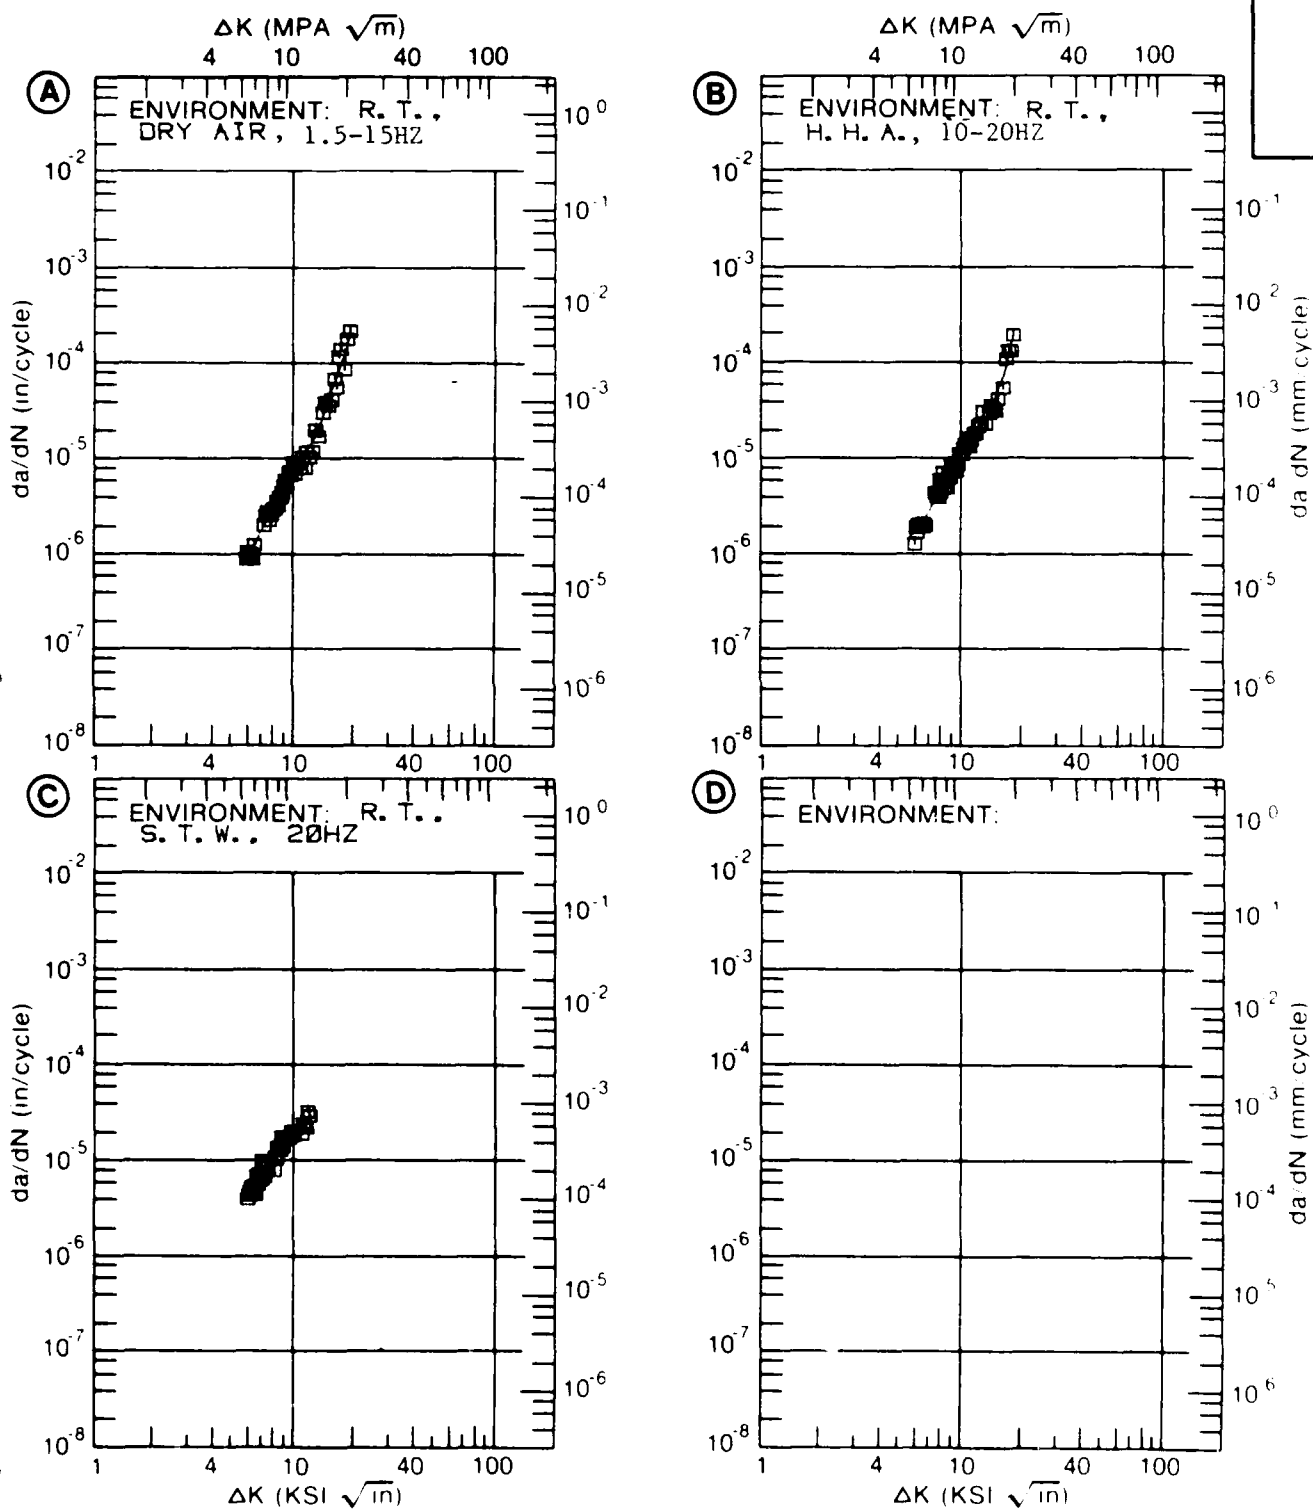 ΔK (MPA √m)
4 10 40 100
A
ENVIRONMENT: R. T.,
DRY AIR, 1.5-15HZ
da/dN (in/cycle)
10^-2
10^-3
10^-4
10^-5
10^-6
10^-7
10^-8
10^0
10^-1
10^-2
10^-3
10^-4
10^-5
10^-6
1 4 10 40 100
ΔK (MPA √m)
4 10 40 100
B
ENVIRONMENT: R. T.,
H. H. A., 10-20HZ
10^-2
10^-3
10^-4
10^-5
10^-6
10^-7
10^-8
10^-1
10^-2
10^-3
10^-4
10^-5
10^-6
da dN (mm cycle)
1 4 10 40 100
C
ENVIRONMENT: R. T.,
S. T. W., 20HZ
da/dN (in/cycle)
10^-2
10^-3
10^-4
10^-5
10^-6
10^-7
10^-8
10^0
10^-1
10^-2
10^-3
10^-4
10^-5
10^-6
1 4 10 40 100
ΔK (KSI √in)
D
ENVIRONMENT:
10^-2
10^-3
10^-4
10^-5
10^-6
10^-7
10^-8
10^0
10^-1
10^-2
10^-3
10^-4
10^-5
10^-6
da/dN (mm/cycle)
1 4 10 40 100
ΔK (KSI √in)